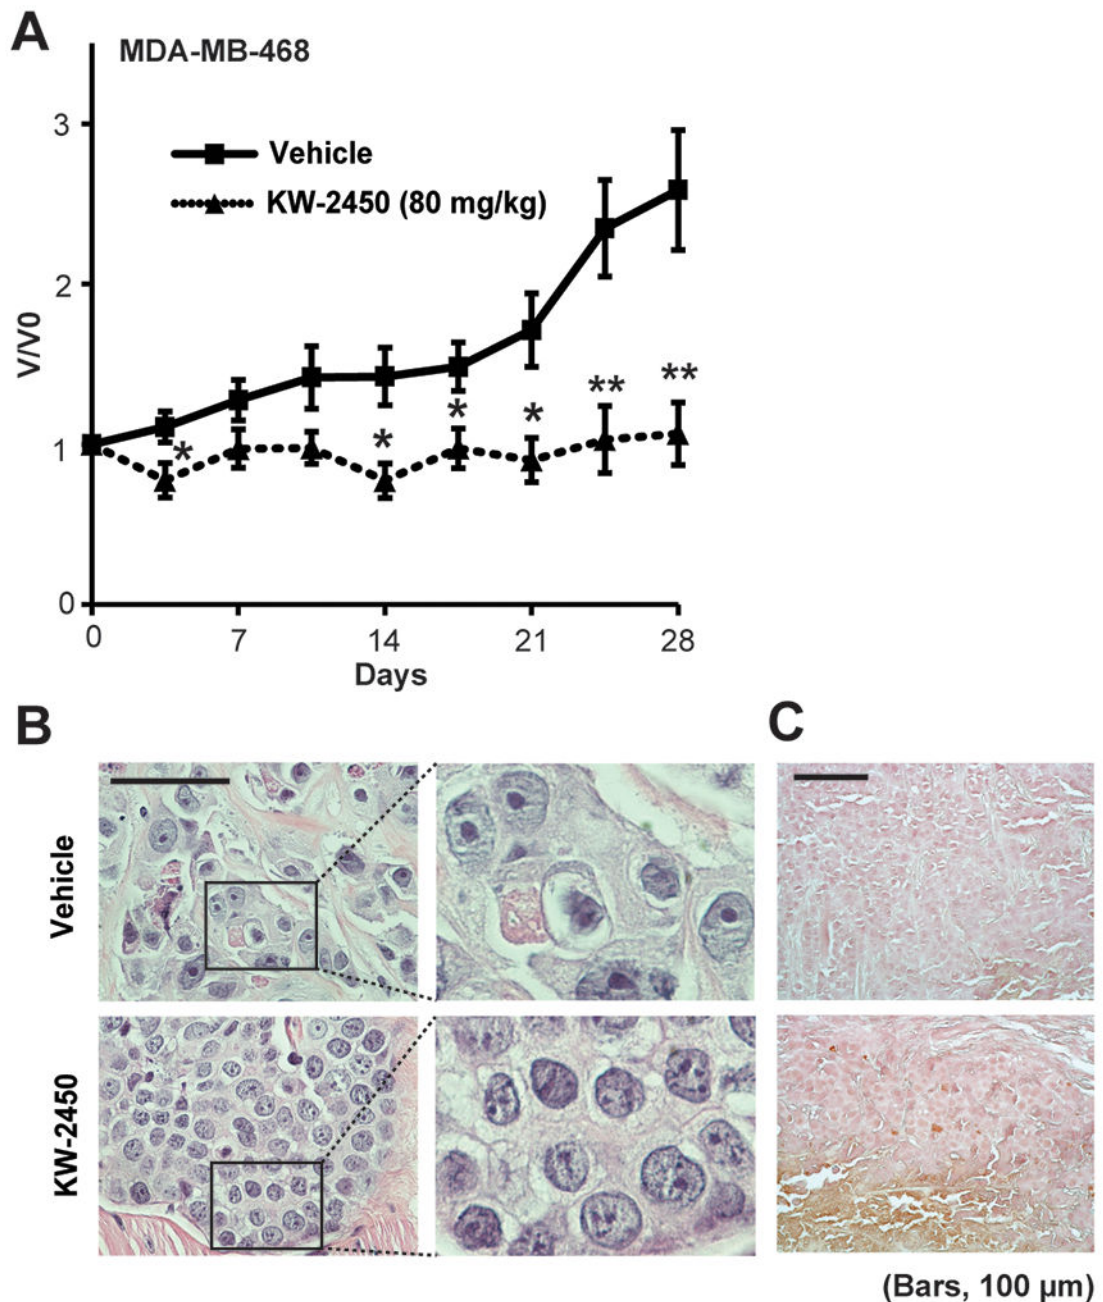 A
MDA-MB-468
3
Vehicle
KW-2450 (80 mg/kg)
2
V/V0
**
**
*
*
*
*
1
0
0 7 14 21 28
Days
B
C
Vehicle
KW-2450
(Bars, 100 µm)